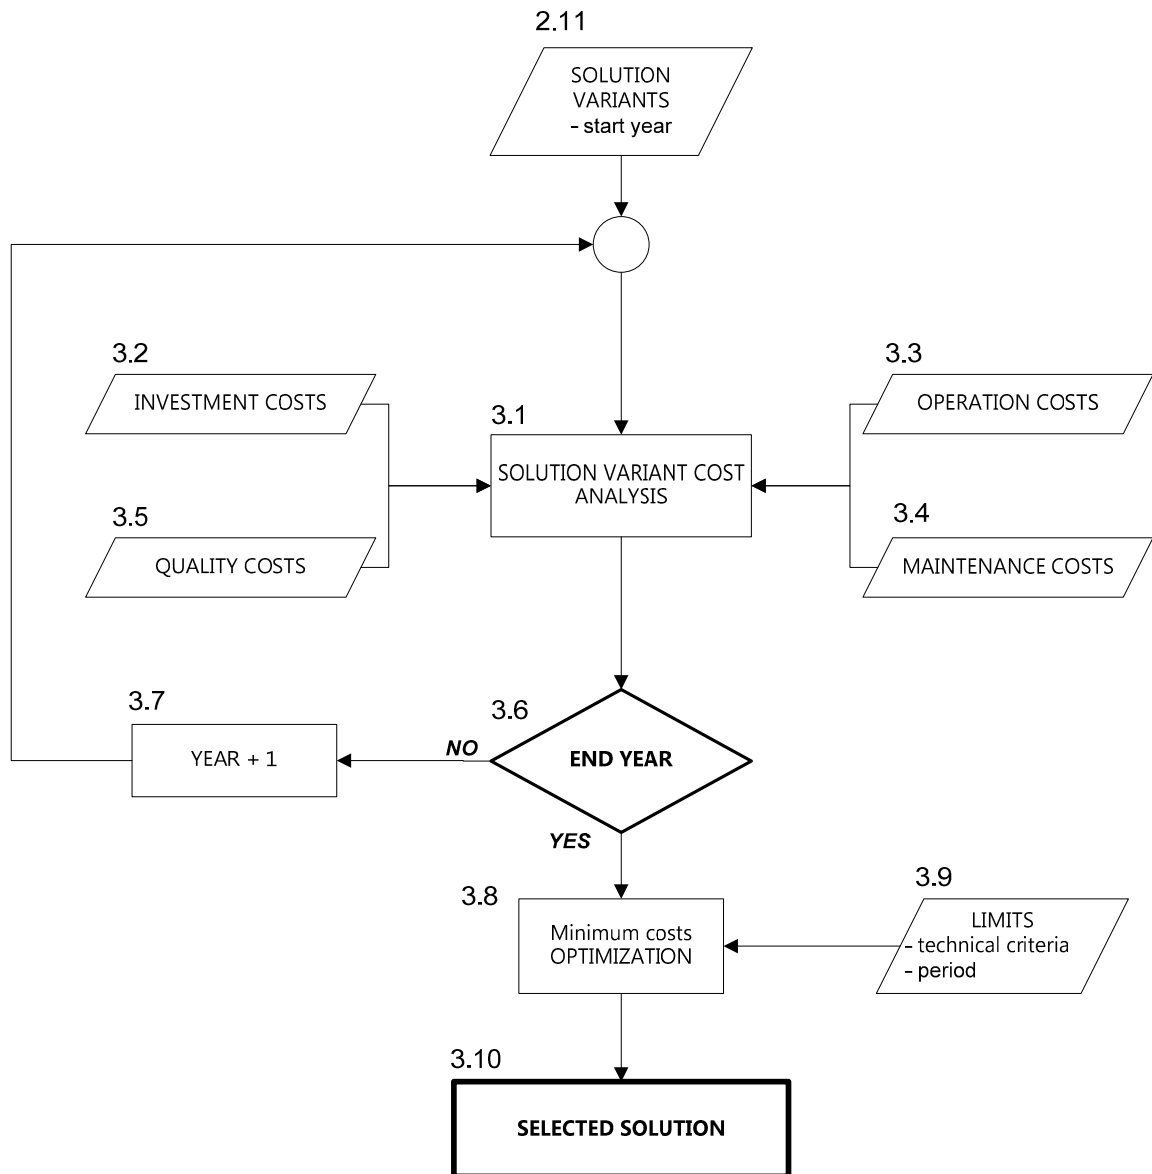 2.11
SOLUTION
VARIANTS
- start year
3.2
INVESTMENT COSTS
3.3
OPERATION COSTS
3.1
SOLUTION VARIANT COST
ANALYSIS
3.5
QUALITY COSTS
3.4
MAINTENANCE COSTS
3.7
YEAR + 1
NO
3.6
END YEAR
YES
3.8
Minimum costs
OPTIMIZATION
3.9
LIMITS
- technical criteria
- period
3.10
SELECTED SOLUTION